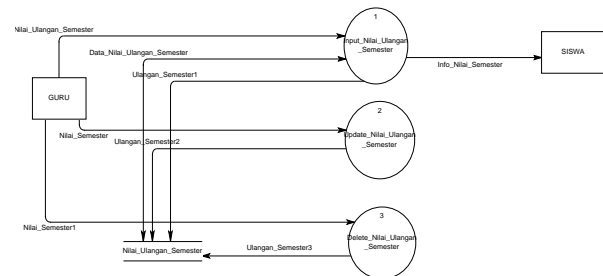 1
Nilai_Ulangan_Semester
Input_Nilai_Ulangan
_Semester
SISWA
Data_Nilai_Ulangan_Semester
Info_Nilai_Semester
Ulangan_Semester1
GURU
2
Nilai_Semester
Update_Nilai_Ulangan
_Semester
Ulangan_Semester2
3
Nilai_Semester1
Delete_Nilai_Ulangan
_Semester
Nilai_Ulangan_Semester
Ulangan_Semester3